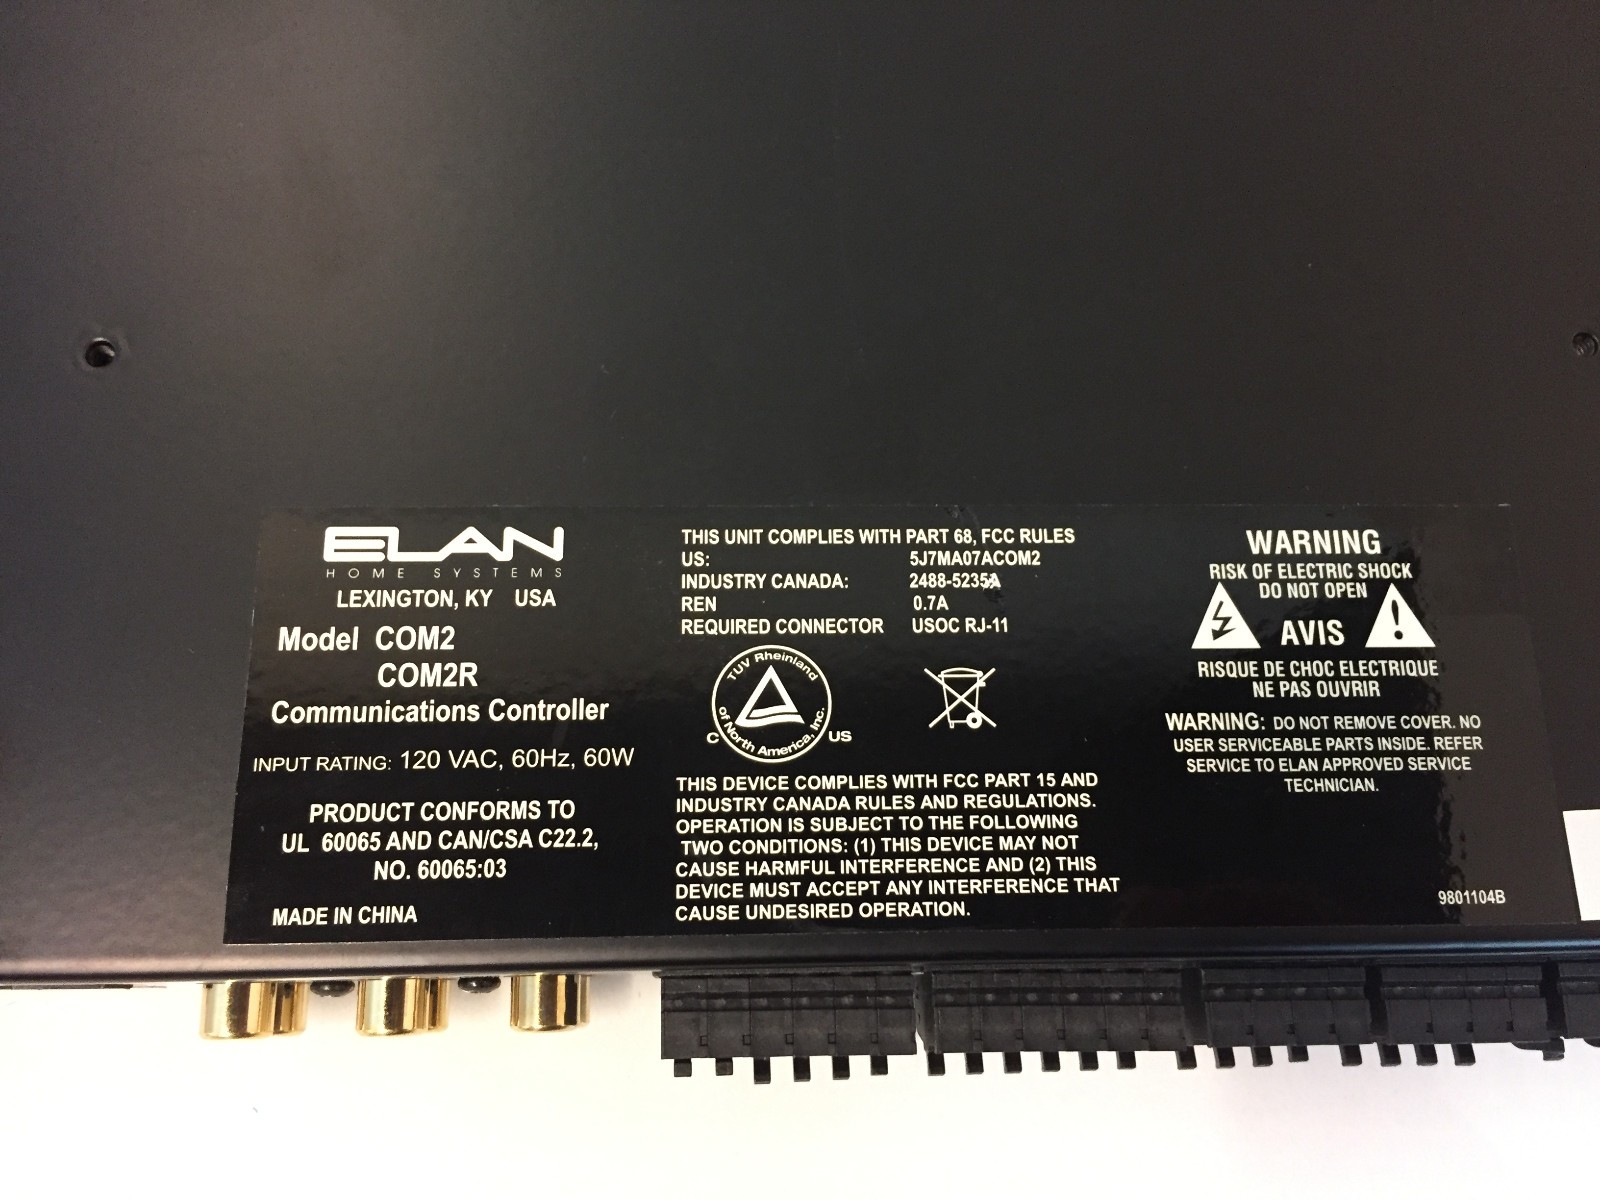 ELAN
HOME SYSTEMS
LEXINGTON, KY USA
Model COM2
COM2R
Communications Controller
INPUT RATING: 120 VAC, 60Hz, 60W
PRODUCT CONFORMS TO
UL 60065 AND CAN/CSA C22.2,
NO. 60065:03
MADE IN CHINA
THIS UNIT COMPLIES WITH PART 68, FCC RULES
US: 5J7MA07ACOM2
INDUSTRY CANADA: 2488-5235A
REN 0.7A
REQUIRED CONNECTOR USOC RJ-11
TUV Rheinland
of North America, Inc.
C US
THIS DEVICE COMPLIES WITH FCC PART 15 AND
INDUSTRY CANADA RULES AND REGULATIONS.
OPERATION IS SUBJECT TO THE FOLLOWING
TWO CONDITIONS: (1) THIS DEVICE MAY NOT
CAUSE HARMFUL INTERFERENCE AND (2) THIS
DEVICE MUST ACCEPT ANY INTERFERENCE THAT
CAUSE UNDESIRED OPERATION.
WARNING
RISK OF ELECTRIC SHOCK
DO NOT OPEN
AVIS
RISQUE DE CHOC ELECTRIQUE
NE PAS OUVRIR
WARNING: DO NOT REMOVE COVER. NO
USER SERVICEABLE PARTS INSIDE. REFER
SERVICE TO ELAN APPROVED SERVICE
TECHNICIAN.
9801104B